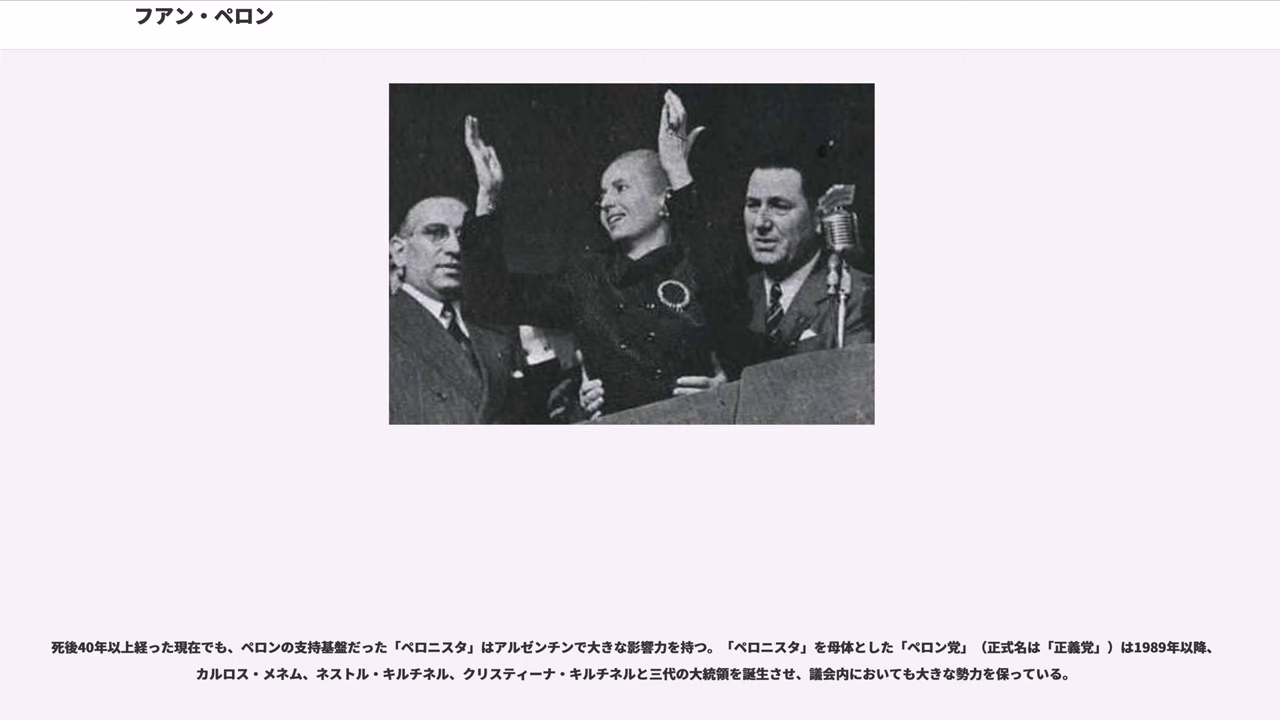 フアン・ペロン
死後40年以上経った現在でも、ペロンの支持基盤だった「ペロニスタ」はアルゼンチンで大きな影響力を持つ。「ペロニスタ」を母体とした「ペロン党」（正式名は「正義党」）は1989年以降、
カルロス・メネム、ネストル・キルチネル、クリスティーナ・キルチネルと三代の大統領を誕生させ、議会内においても大きな勢力を保っている。